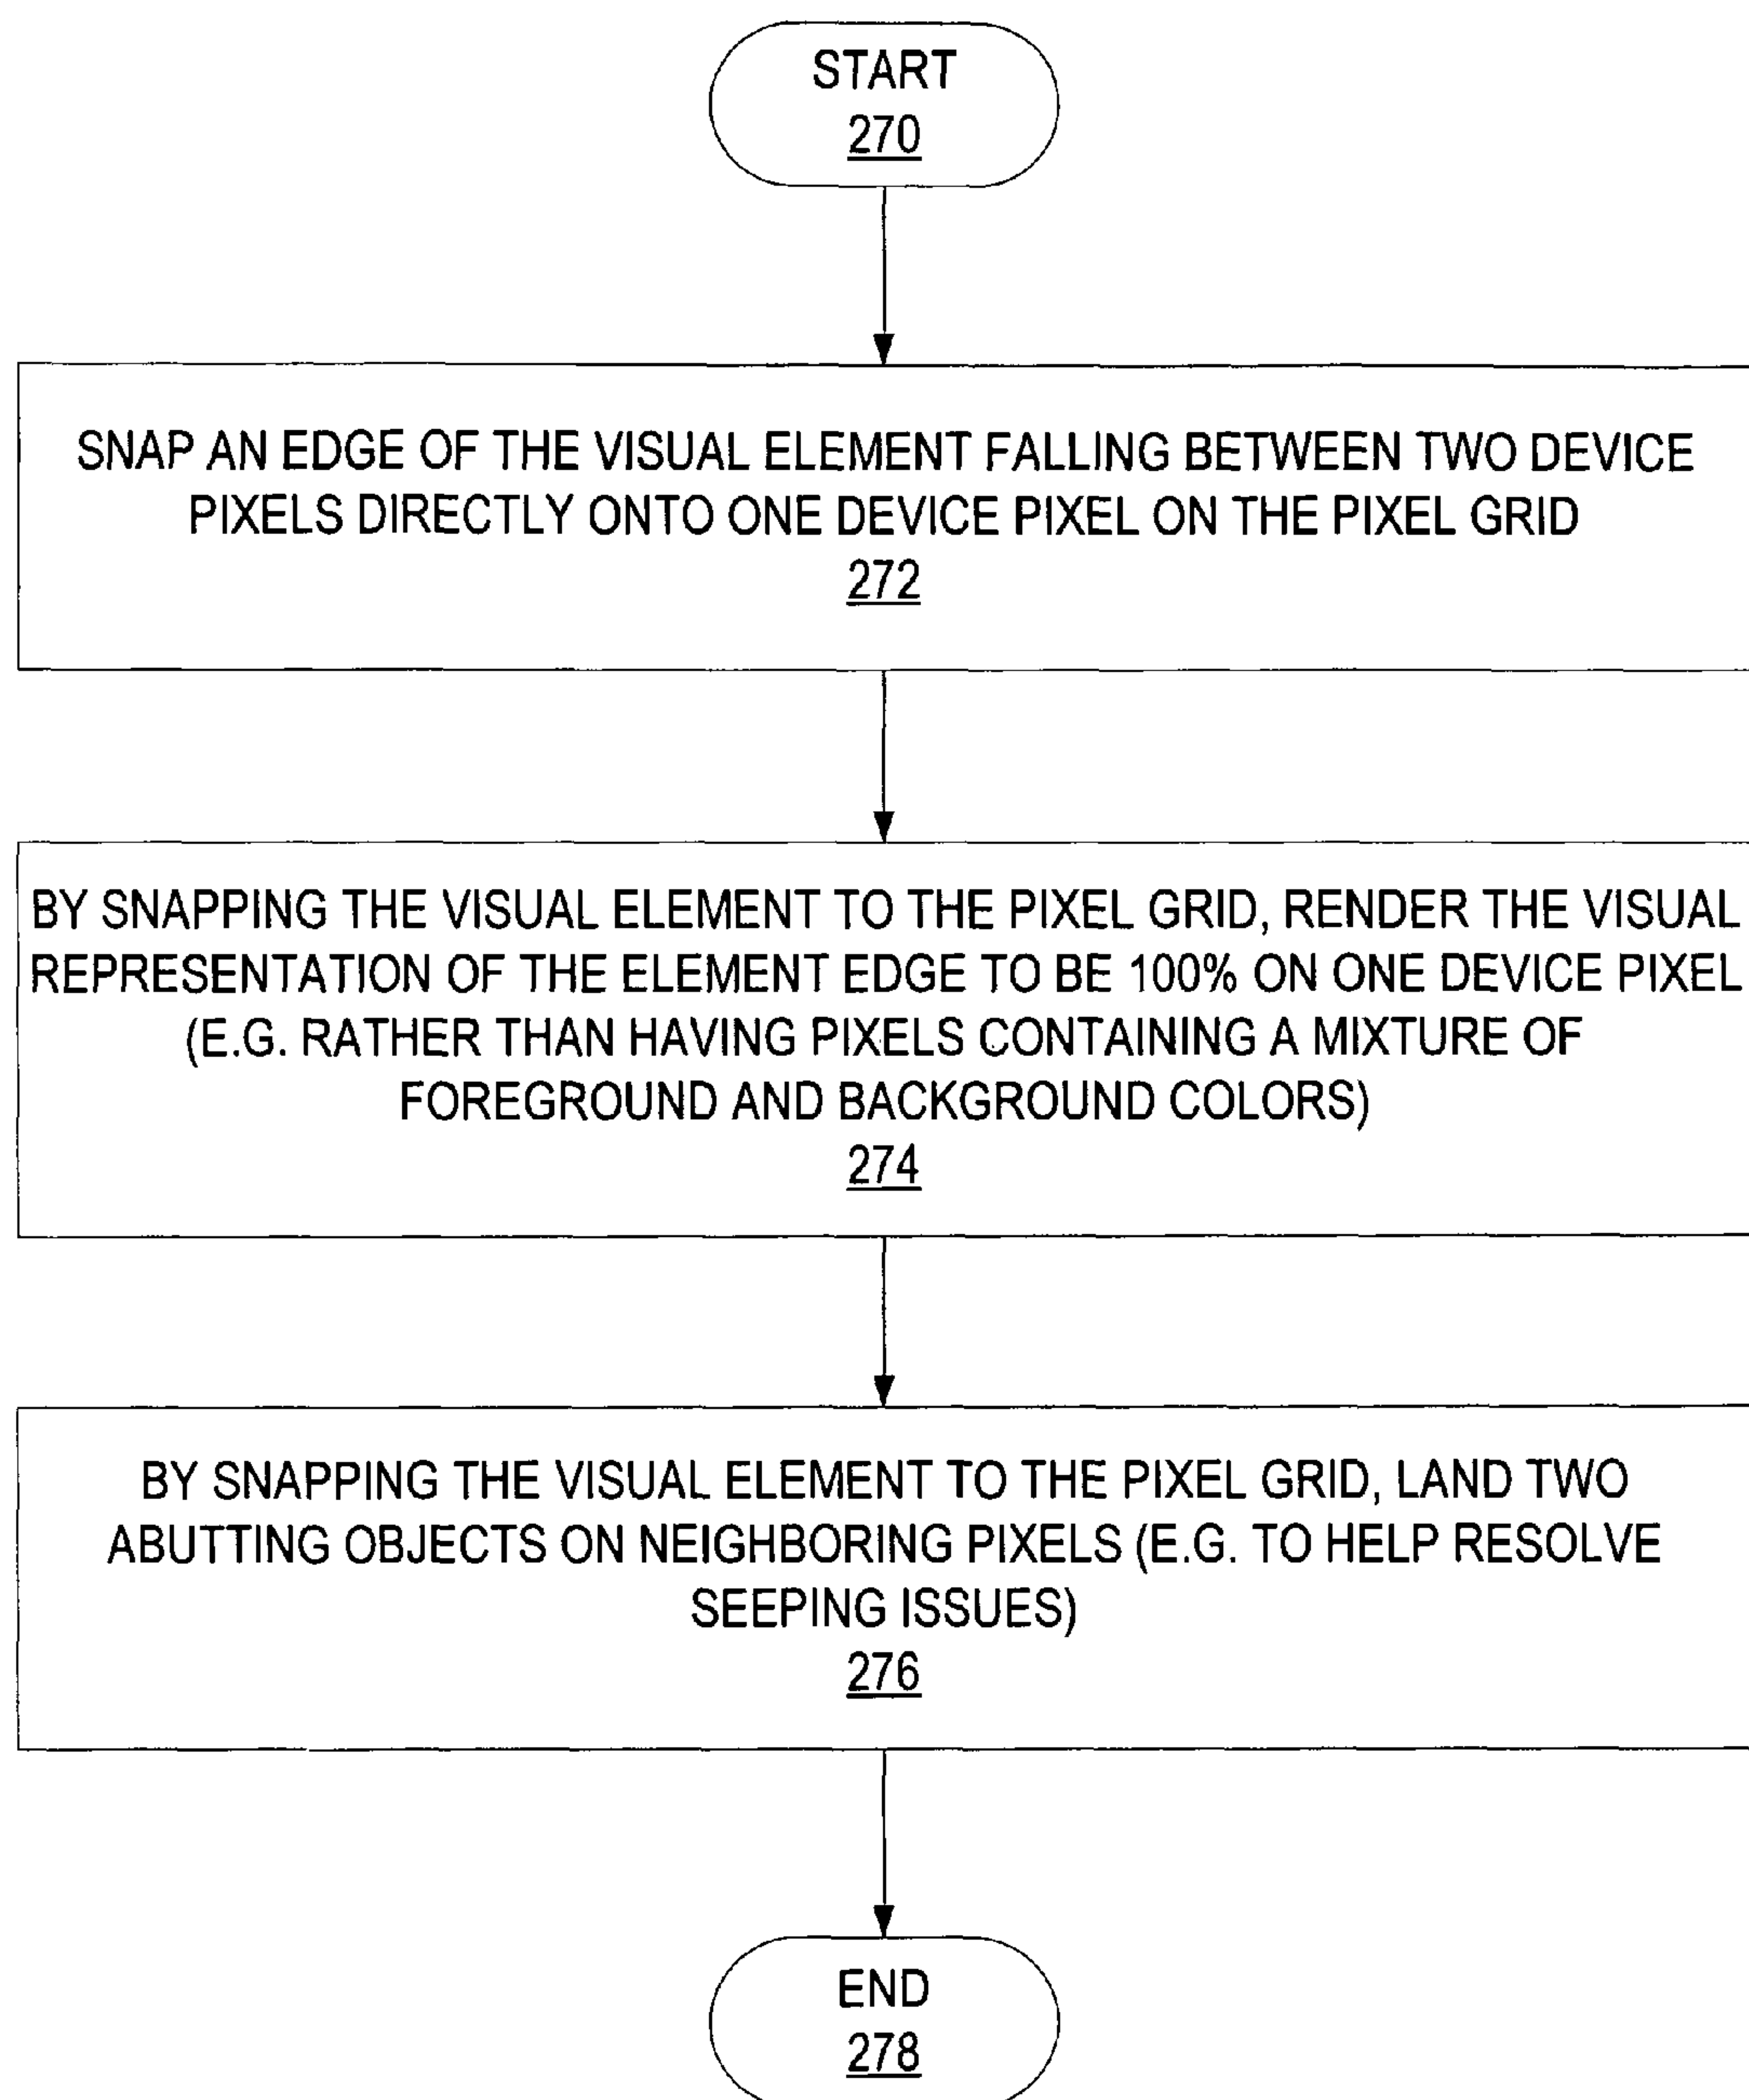 START
270
SNAP AN EDGE OF THE VISUAL ELEMENT FALLING BETWEEN TWO DEVICE
PIXELS DIRECTLY ONTO ONE DEVICE PIXEL ON THE PIXEL GRID
272
BY SNAPPING THE VISUAL ELEMENT TO THE PIXEL GRID, RENDER THE VISUAL
REPRESENTATION OF THE ELEMENT EDGE TO BE 100% ON ONE DEVICE PIXEL
(E.G. RATHER THAN HAVING PIXELS CONTAINING A MIXTURE OF
FOREGROUND AND BACKGROUND COLORS)
274
BY SNAPPING THE VISUAL ELEMENT TO THE PIXEL GRID, LAND TWO
ABUTTING OBJECTS ON NEIGHBORING PIXELS (E.G. TO HELP RESOLVE
SEEPING ISSUES)
276
END
278